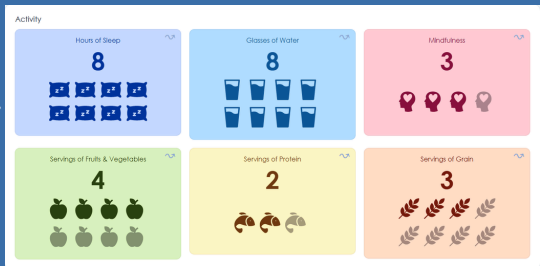 Activity
Hours of Sleep
8
Glasses of Water
8
Mindfulness
3
Servings of Fruits & Vegetables
4
Servings of Protein
2
Servings of Grain
3